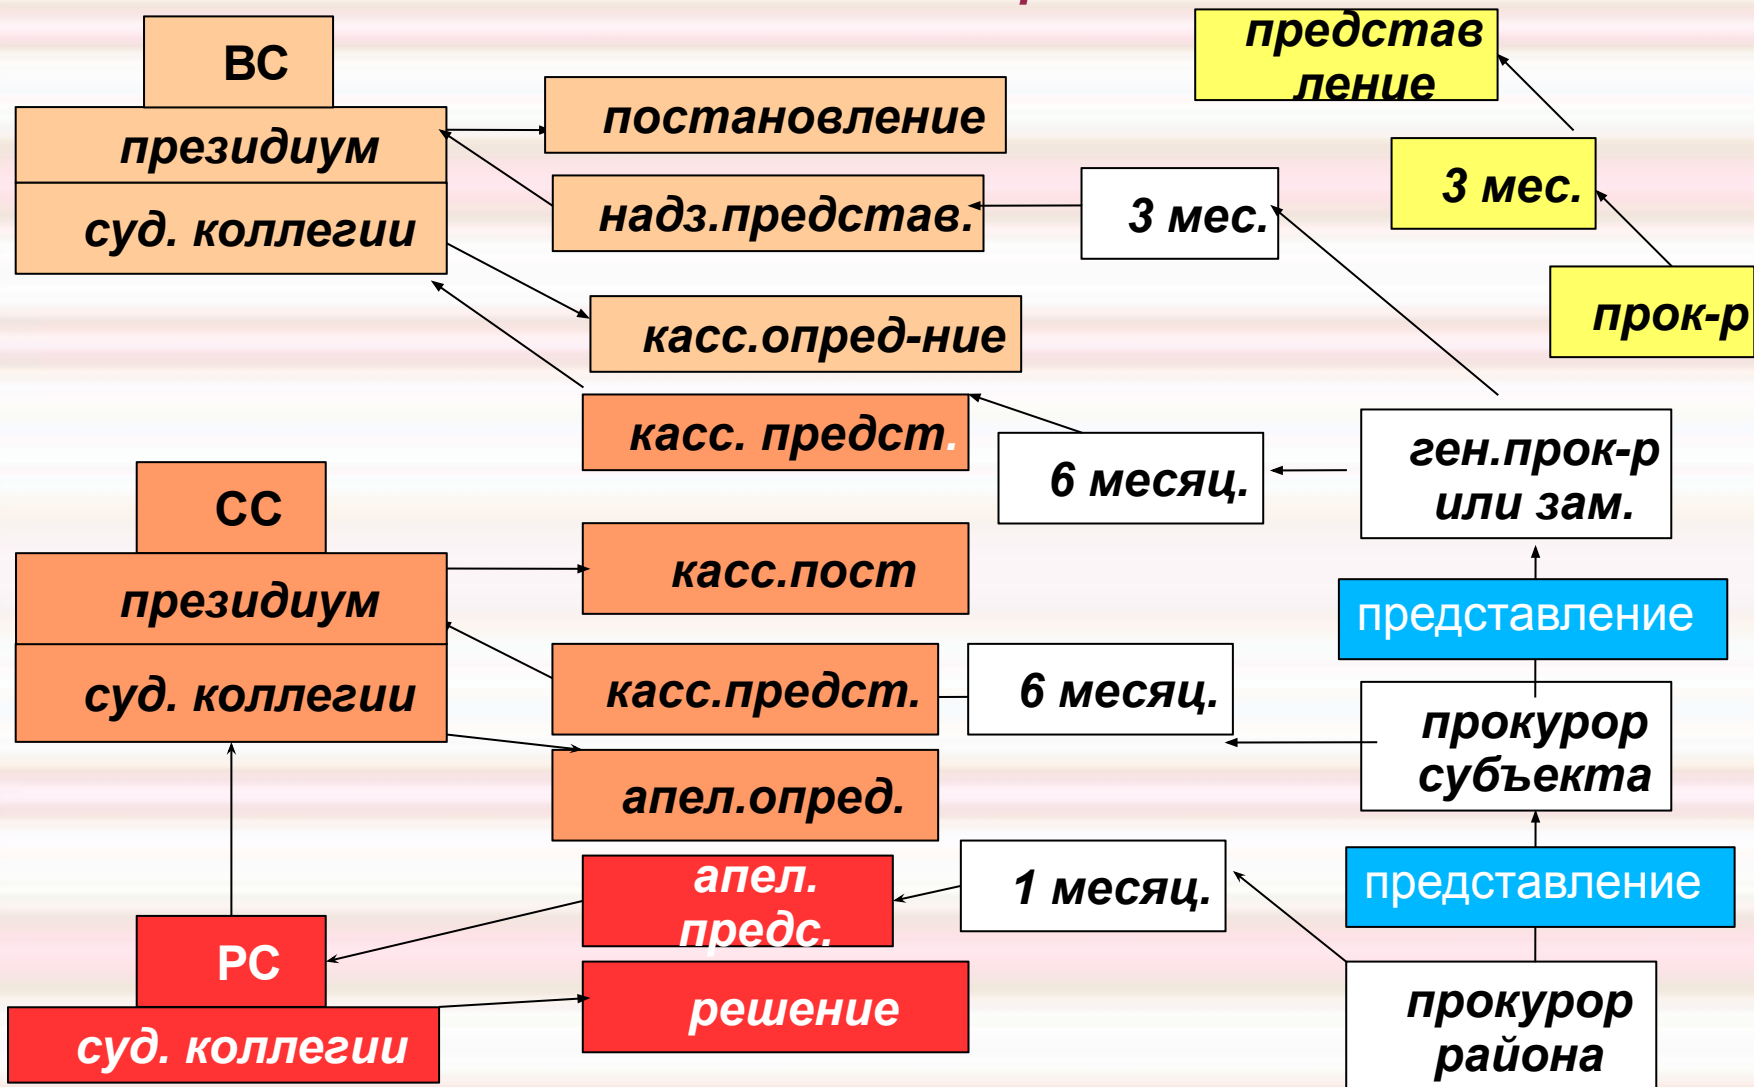 ВС
президиум
суд. коллегии
постановление
надз.представ.
3 мес.
представ
ление
3 мес.
прок-р
касс.опред-ние
касс. предст.
6 месяц.
ген.прок-р
или зам.
СС
президиум
суд. коллегии
касс.пост
касс.предст.
6 месяц.
представление
прокурор
субъекта
апел.опред.
апел.
предс.
1 месяц.
представление
РС
суд. коллегии
решение
прокурор
района